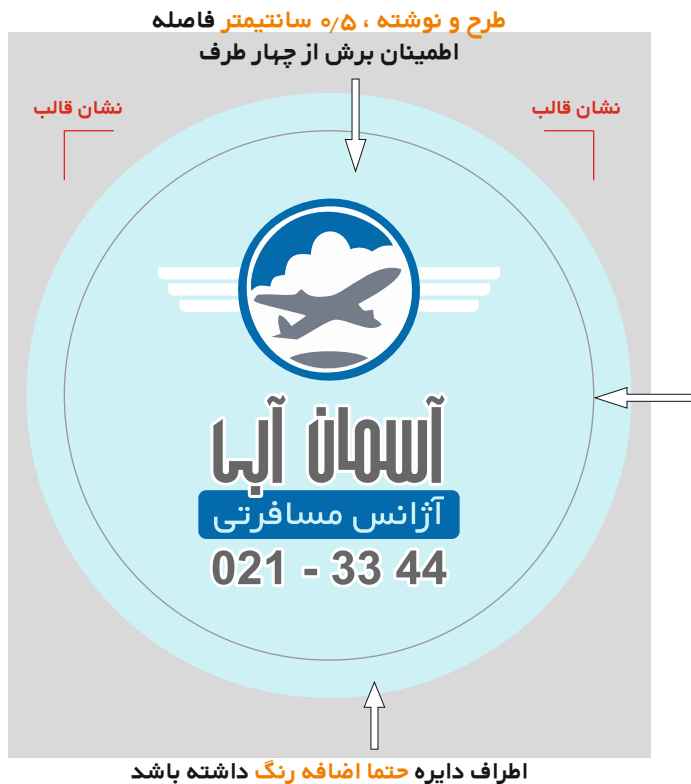 طرح و نوشته ، ۰/۵ سانتیمتر فاصله
اطمینان برش از چهار طرف
نشان قالب
نشان قالب
آسمان آبی
آژانس مسافرتی
021 - 33 44
اطراف دایره حتما اضافه رنگ داشته باشد